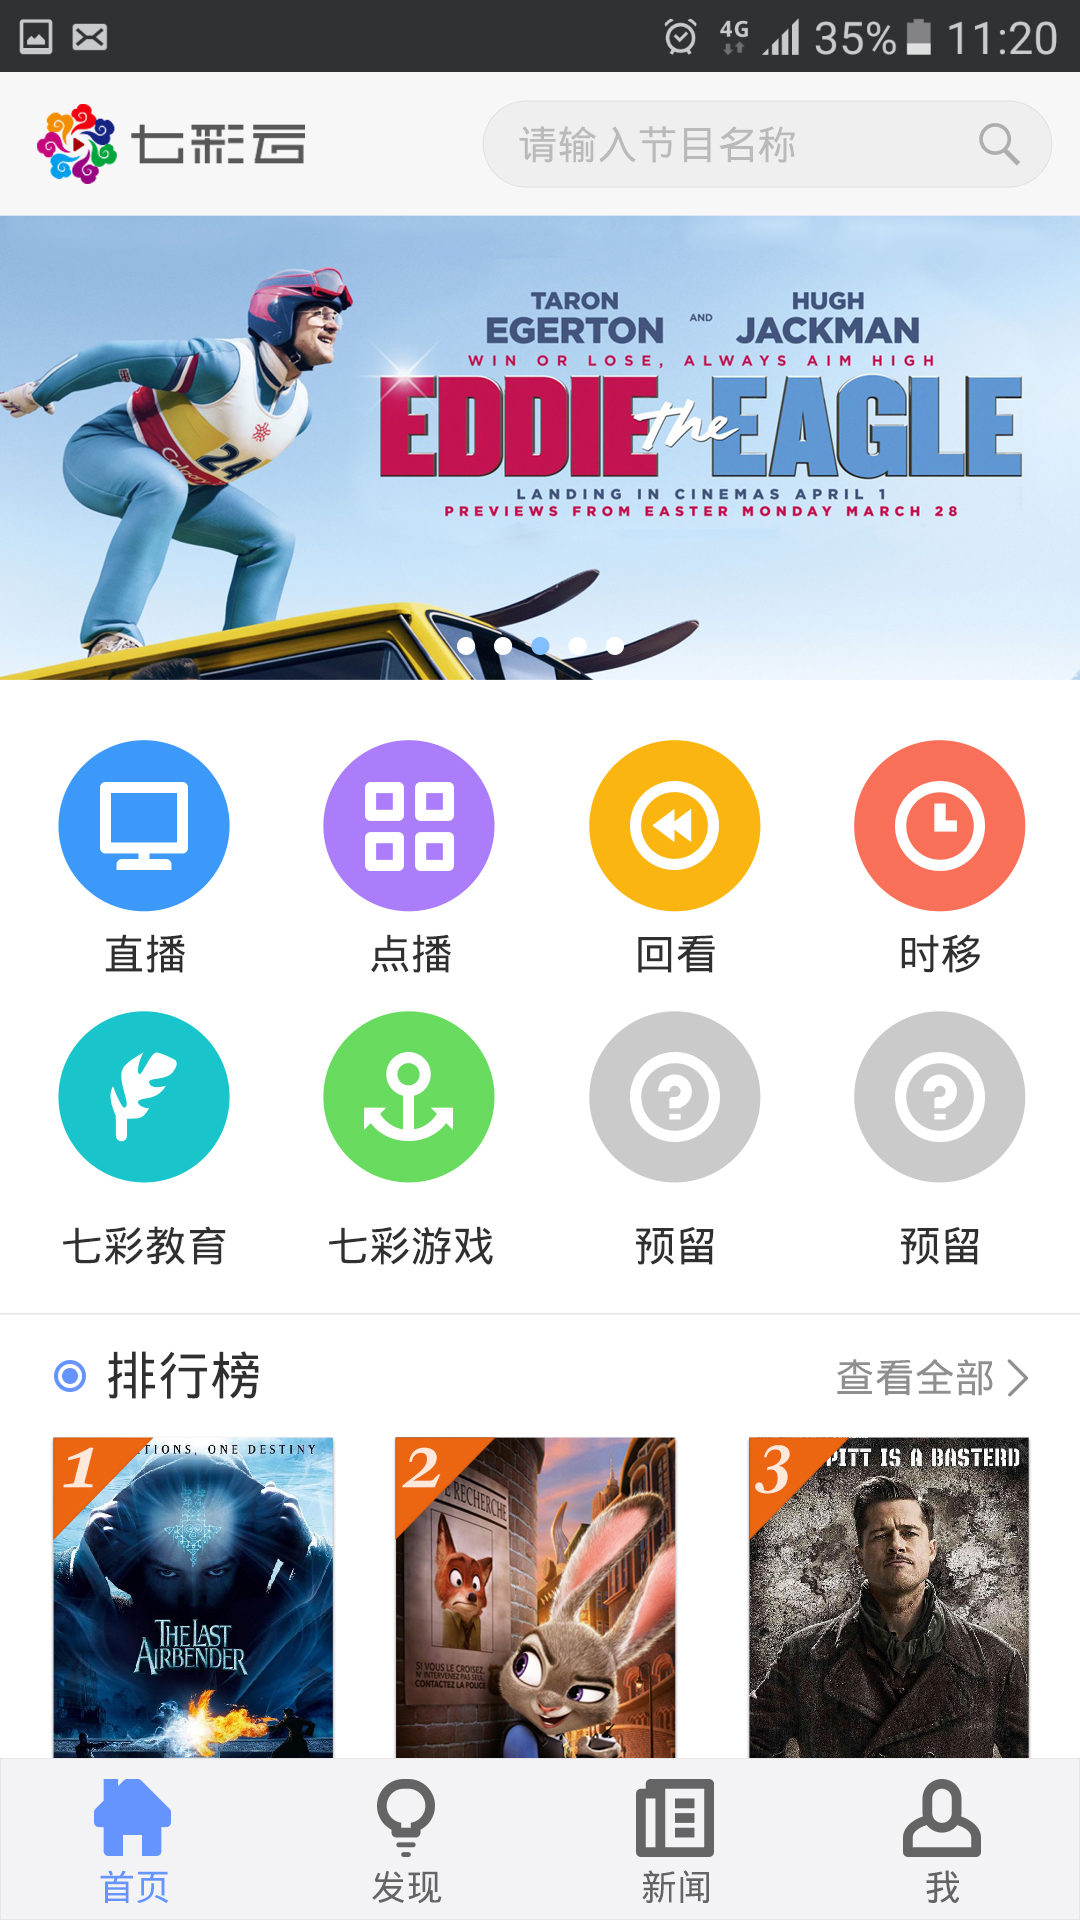 4G 35% 11:20
七彩云
请输入节目名称
TARON EGERTON AND HUGH JACKMAN
WIN OR LOSE, ALWAYS AIM HIGH
EDDIE the EAGLE
LANDING IN CINEMAS APRIL 1
PREVIEWS FROM EASTER MONDAY MARCH 28
24
直播 点播 回看 时移
七彩教育 七彩游戏 预留 预留
排行榜 查看全部
1
TIONS, ONE DESTINY
THE LAST
AIRBENDER
2
RECHERCHE
SI VOUS LE CROISEZ,
N'INTERVENEZ PAS SEUL,
CONTACTEZ LA POLICE
3
PITT IS A BASTERD
首页 发现 新闻 我